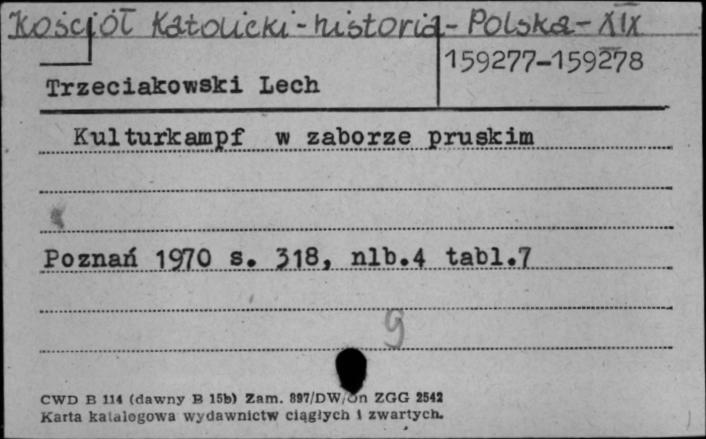 Kościół Katolicki - historia - Polska - XIX
159277-159278
Trzeciakowski Lech
Kulturkampf w zaborze pruskim
Poznań 1970 s. 318, nlb.4 tabl.7
9
CWD B 114 (dawny B 15b) Zam. 897/DW/On ZGG 2542
Karta katalogowa wydawnictw ciągłych i zwartych.